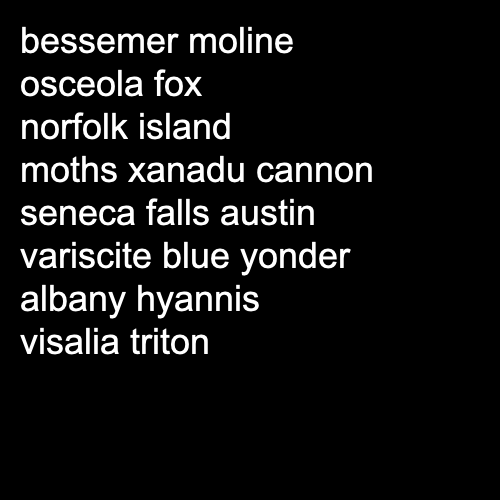 bessemer moline
osceola fox
norfolk island
moths xanadu cannon
seneca falls austin
variscite blue yonder
albany hyannis
visalia triton